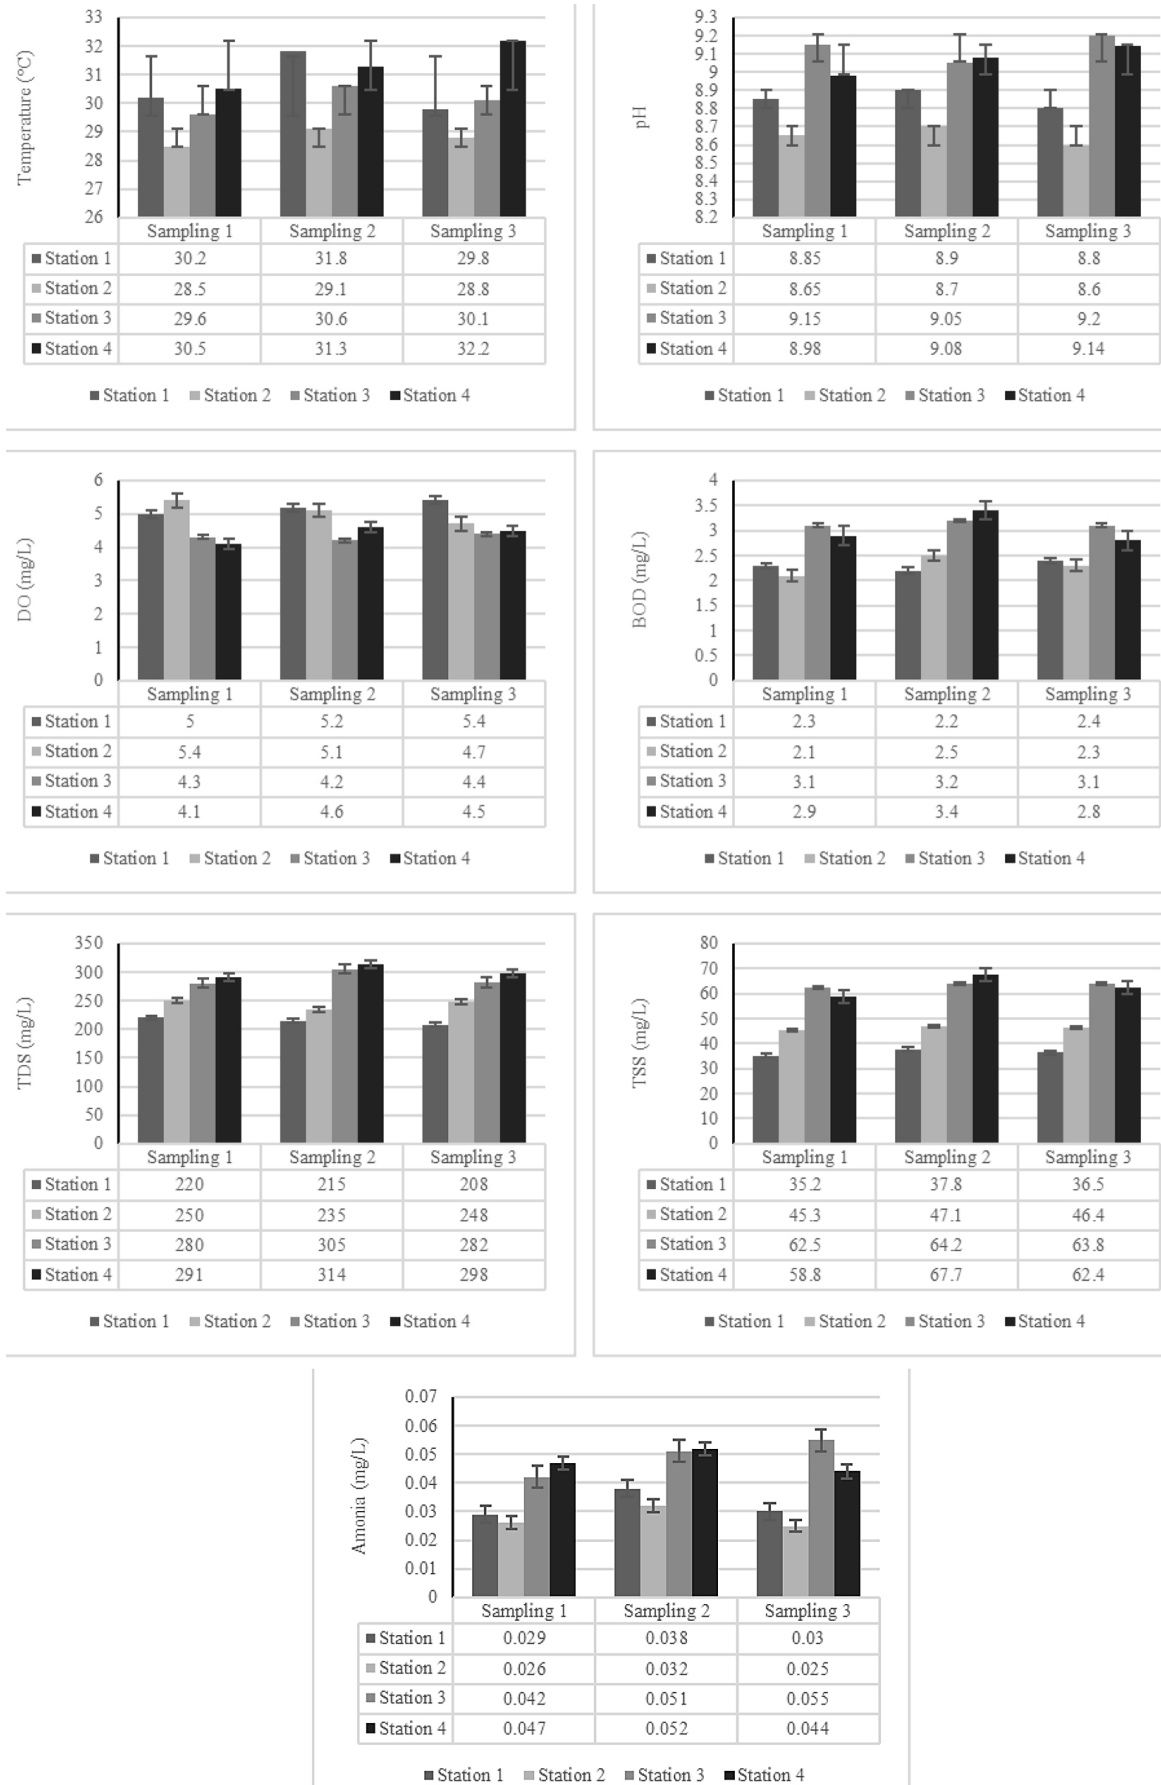 33
32
31
30
29
28
27
26
Temperature (°C)
Sampling 1 Sampling 2 Sampling 3
Station 1 30.2 31.8 29.8
Station 2 28.5 29.1 28.8
Station 3 29.6 30.6 30.1
Station 4 30.5 31.3 32.2
Station 1 Station 2 Station 3 Station 4
9.3
9.2
9.1
9
8.9
8.8
8.7
8.6
8.5
8.4
8.3
8.2
pH
Sampling 1 Sampling 2 Sampling 3
Station 1 8.85 8.9 8.8
Station 2 8.65 8.7 8.6
Station 3 9.15 9.05 9.2
Station 4 8.98 9.08 9.14
Station 1 Station 2 Station 3 Station 4
6
5
4
3
2
1
0
DO (mg/L)
Sampling 1 Sampling 2 Sampling 3
Station 1 5 5.2 5.4
Station 2 5.4 5.1 4.7
Station 3 4.3 4.2 4.4
Station 4 4.1 4.6 4.5
Station 1 Station 2 Station 3 Station 4
4
3.5
3
2.5
2
1.5
1
0.5
0
BOD (mg/L)
Sampling 1 Sampling 2 Sampling 3
Station 1 2.3 2.2 2.4
Station 2 2.1 2.5 2.3
Station 3 3.1 3.2 3.1
Station 4 2.9 3.4 2.8
Station 1 Station 2 Station 3 Station 4
350
300
250
200
150
100
50
0
TDS (mg/L)
Sampling 1 Sampling 2 Sampling 3
Station 1 220 215 208
Station 2 250 235 248
Station 3 280 305 282
Station 4 291 314 298
Station 1 Station 2 Station 3 Station 4
80
70
60
50
40
30
20
10
0
TSS (mg/L)
Sampling 1 Sampling 2 Sampling 3
Station 1 35.2 37.8 36.5
Station 2 45.3 47.1 46.4
Station 3 62.5 64.2 63.8
Station 4 58.8 67.7 62.4
Station 1 Station 2 Station 3 Station 4
0.07
0.06
0.05
0.04
0.03
0.02
0.01
0
Amonia (mg/L)
Sampling 1 Sampling 2 Sampling 3
Station 1 0.029 0.038 0.03
Station 2 0.026 0.032 0.025
Station 3 0.042 0.051 0.055
Station 4 0.047 0.052 0.044
Station 1 Station 2 Station 3 Station 4